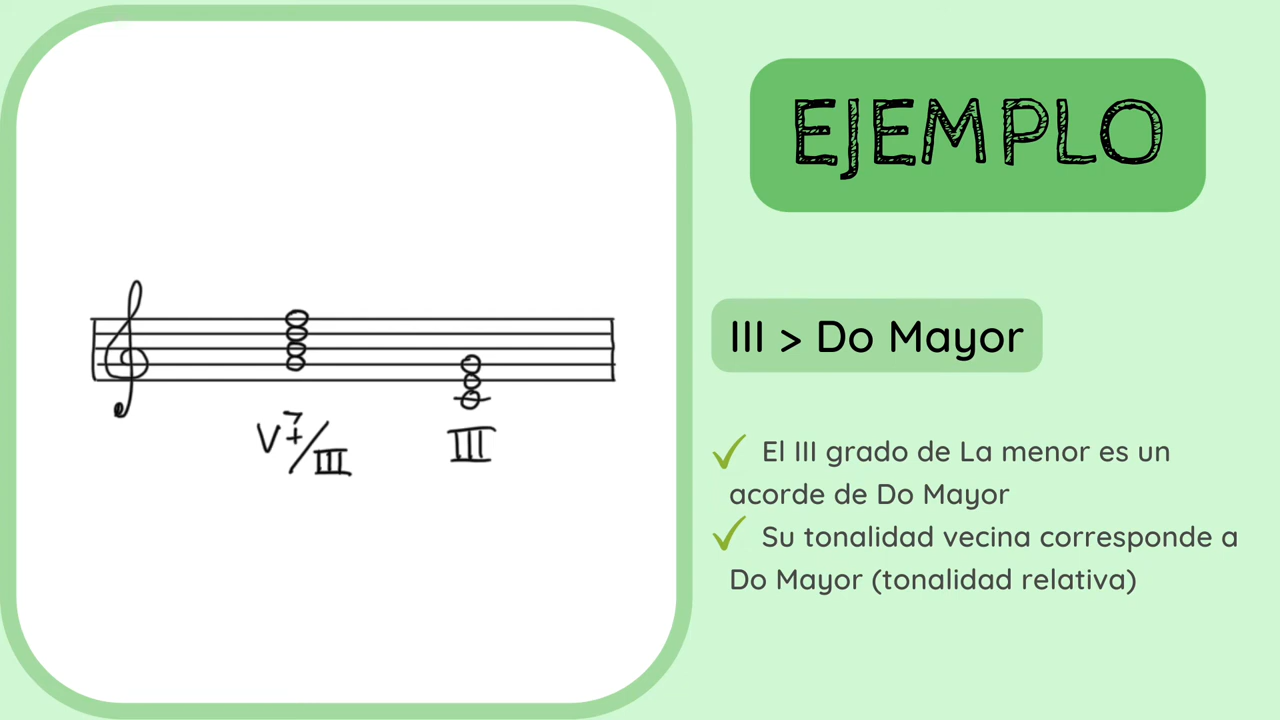 EJEMPLO
III > Do Mayor
El III grado de La menor es un
acorde de Do Mayor
Su tonalidad vecina corresponde a
Do Mayor (tonalidad relativa)
V7+/III III